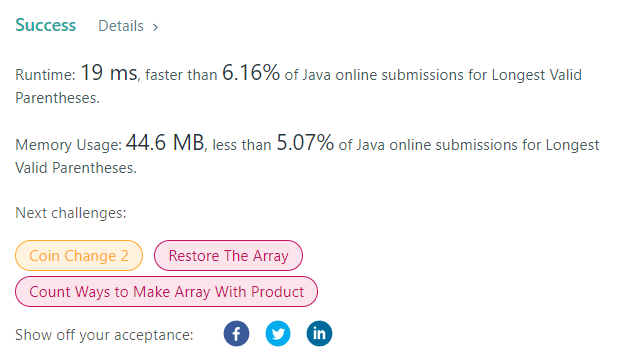 Success Details >
Runtime: 19 ms, faster than 6.16% of Java online submissions for Longest Valid
Parentheses.
Memory Usage: 44.6 MB, less than 5.07% of Java online submissions for Longest
Valid Parentheses.
Next challenges:
Coin Change 2 Restore The Array
Count Ways to Make Array With Product
Show off your acceptance: f in